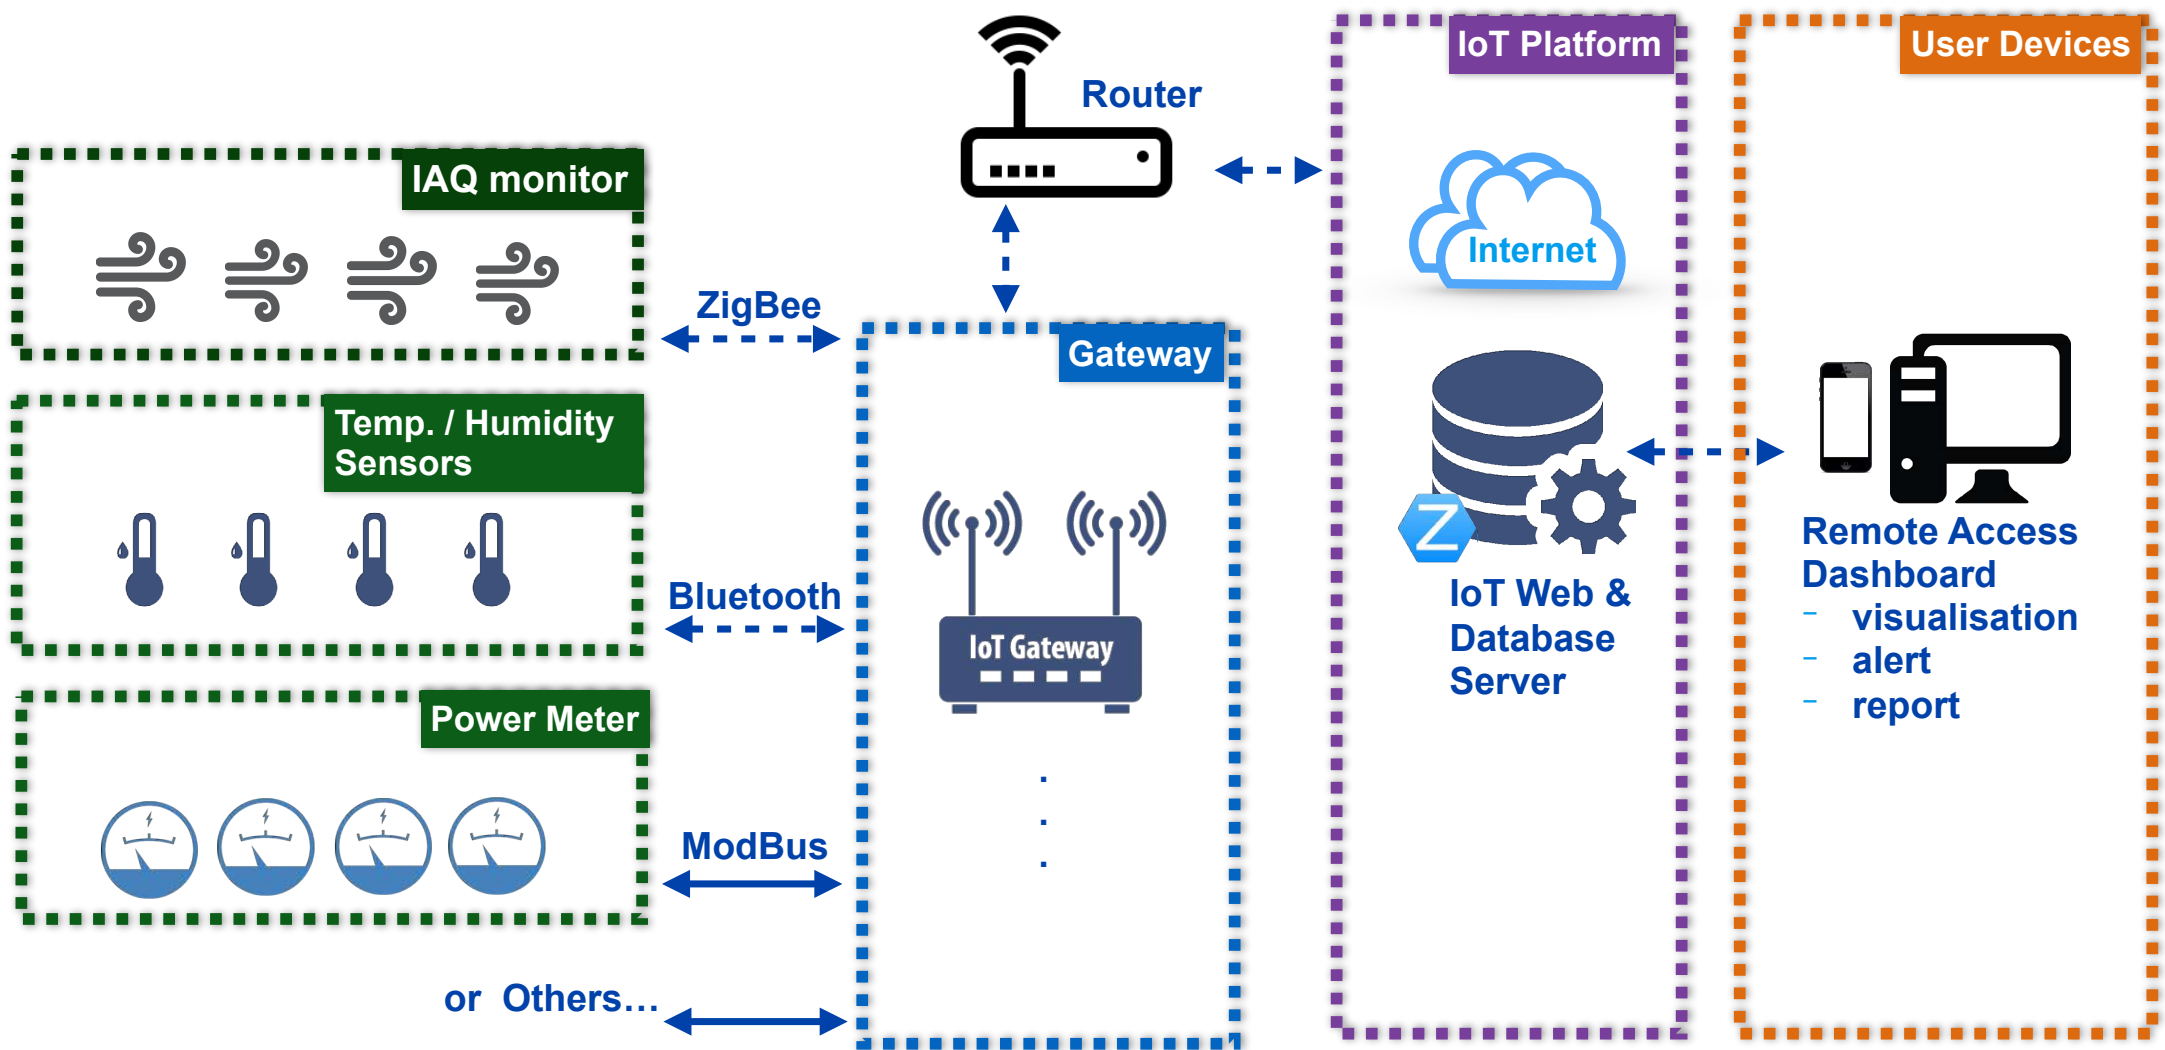 Router
IoT Platform
User Devices
IAQ monitor
Internet
ZigBee
Gateway
Temp. / Humidity
Sensors
Bluetooth
IoT Gateway
Z
IoT Web &
Database
Server
Remote Access
Dashboard
- visualisation
- alert
- report
Power Meter
ModBus
.
.
.
or Others...